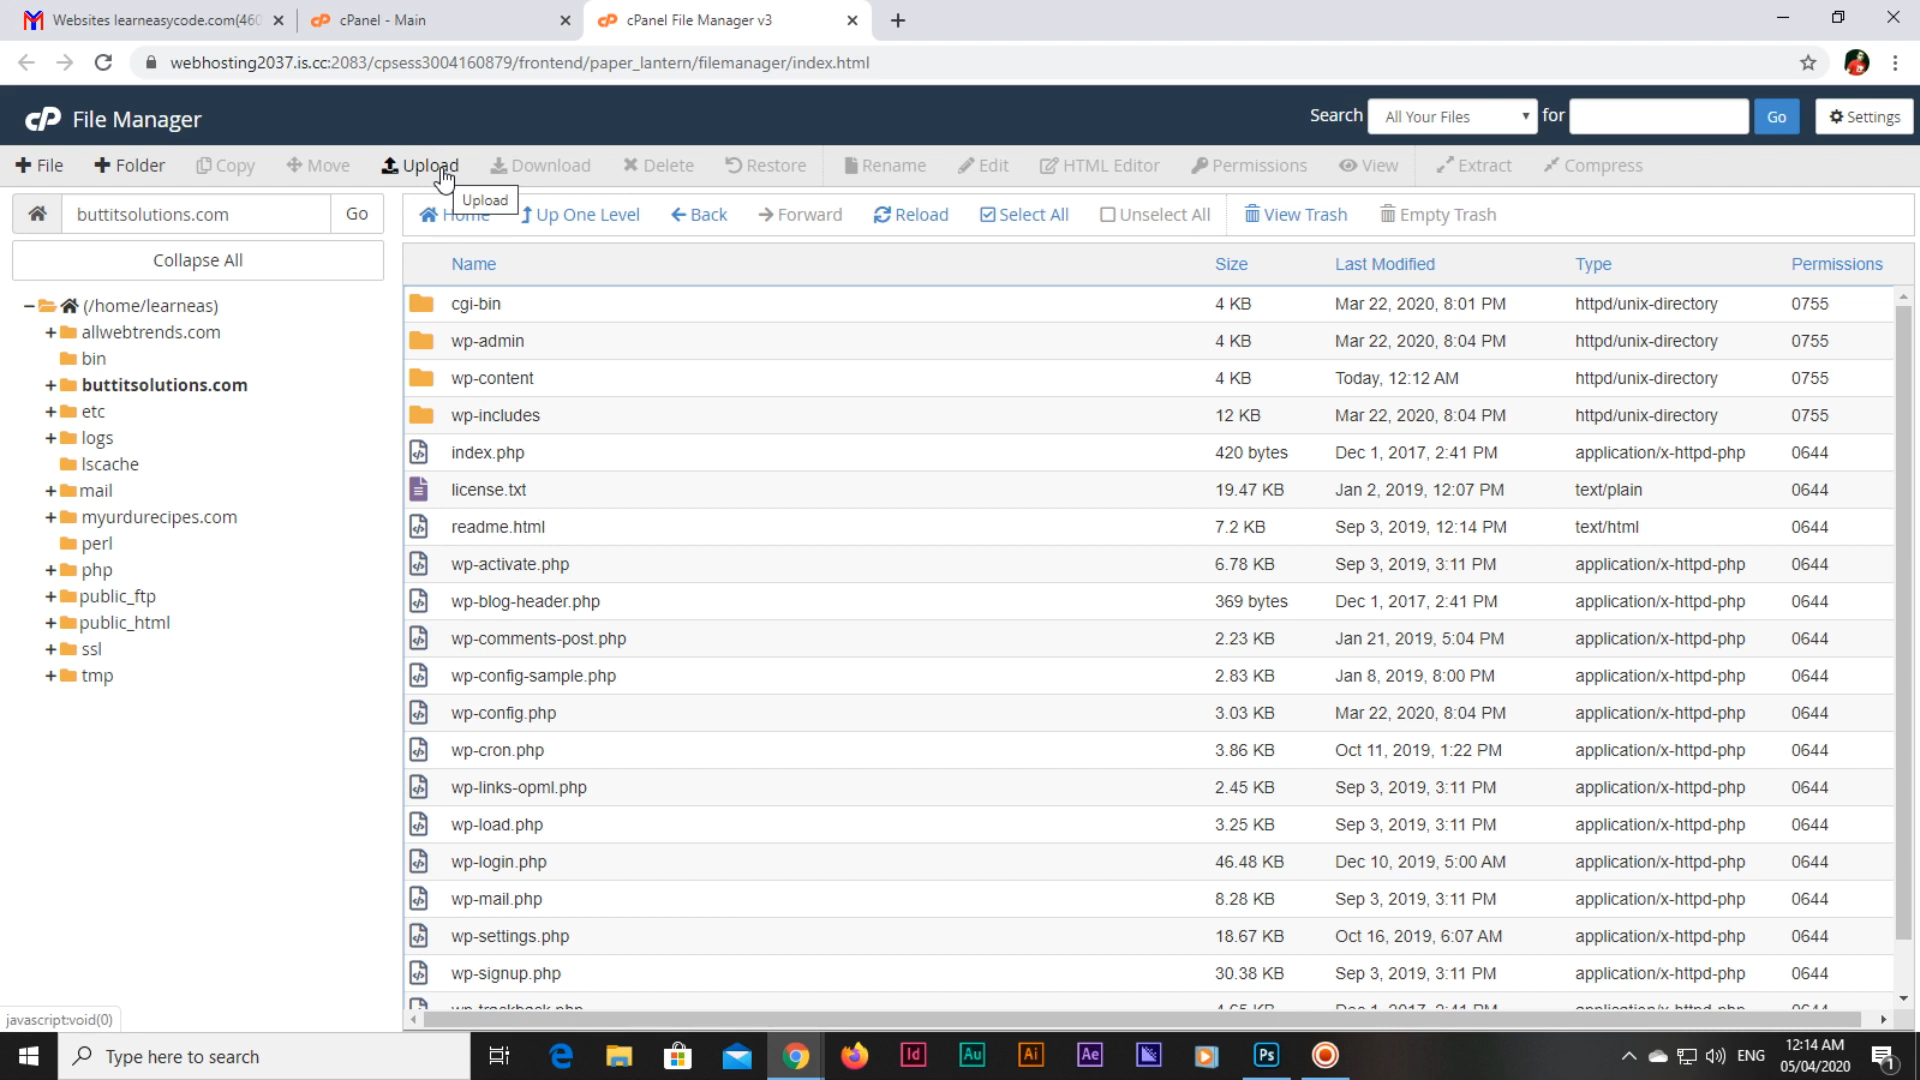 Websites learneasycode.com(460
cPanel - Main
cPanel File Manager v3
webhosting2037.is.cc:2083/cpsess3004160879/frontend/paper_lantern/filemanager/index.html
cP File Manager
Search All Your Files for Go Settings
File Folder Copy Move Upload Download Delete Restore Rename Edit HTML Editor Permissions View Extract Compress
Upload
buttitsolutions.com Go
Home Up One Level Back Forward Reload Select All Unselect All View Trash Empty Trash
Collapse All
(/home/learneas)
allwebtrends.com
bin
buttitsolutions.com
etc
logs
lscache
mail
myurdurecipes.com
perl
php
public_ftp
public_html
ssl
tmp
Name Size Last Modified Type Permissions
cgi-bin 4 KB Mar 22, 2020, 8:01 PM httpd/unix-directory 0755
wp-admin 4 KB Mar 22, 2020, 8:04 PM httpd/unix-directory 0755
wp-content 4 KB Today, 12:12 AM httpd/unix-directory 0755
wp-includes 12 KB Mar 22, 2020, 8:04 PM httpd/unix-directory 0755
index.php 420 bytes Dec 1, 2017, 2:41 PM application/x-httpd-php 0644
license.txt 19.47 KB Jan 2, 2019, 12:07 PM text/plain 0644
readme.html 7.2 KB Sep 3, 2019, 12:14 PM text/html 0644
wp-activate.php 6.78 KB Sep 3, 2019, 3:11 PM application/x-httpd-php 0644
wp-blog-header.php 369 bytes Dec 1, 2017, 2:41 PM application/x-httpd-php 0644
wp-comments-post.php 2.23 KB Jan 21, 2019, 5:04 PM application/x-httpd-php 0644
wp-config-sample.php 2.83 KB Jan 8, 2019, 8:00 PM application/x-httpd-php 0644
wp-config.php 3.03 KB Mar 22, 2020, 8:04 PM application/x-httpd-php 0644
wp-cron.php 3.86 KB Oct 11, 2019, 1:22 PM application/x-httpd-php 0644
wp-links-opml.php 2.45 KB Sep 3, 2019, 3:11 PM application/x-httpd-php 0644
wp-load.php 3.25 KB Sep 3, 2019, 3:11 PM application/x-httpd-php 0644
wp-login.php 46.48 KB Dec 10, 2019, 5:00 AM application/x-httpd-php 0644
wp-mail.php 8.28 KB Sep 3, 2019, 3:11 PM application/x-httpd-php 0644
wp-settings.php 18.67 KB Oct 16, 2019, 6:07 AM application/x-httpd-php 0644
wp-signup.php 30.38 KB Sep 3, 2019, 3:11 PM application/x-httpd-php 0644
javascript:void(0)
Type here to search
Id Au Ai Ae Ps
ENG
12:14 AM
05/04/2020
1